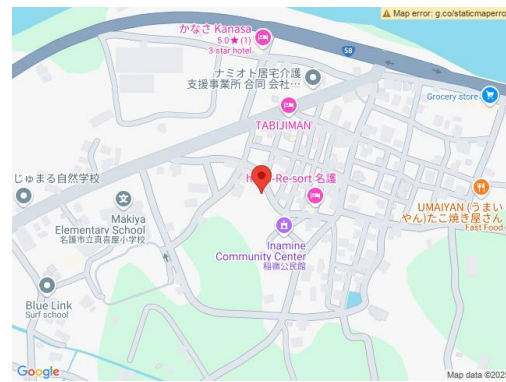 Map error: g.co/staticmaperro
かなさ Kanasa
5.0★(1)
3-star hotel
58
ナミオト居宅介護
支援事業所 合同 会社…
Grocery store
TABIJIMAN
じゅまる自然学校
Re-sort 名護
Makiya
Elementary School
名護市立真喜屋小学校
UMAIYAN (うまい
やん)たこ焼き屋さん
Fast Food
Inamine
Community Center
稲嶺公民館
Blue Link
Surf school
Google
Map data ©2025